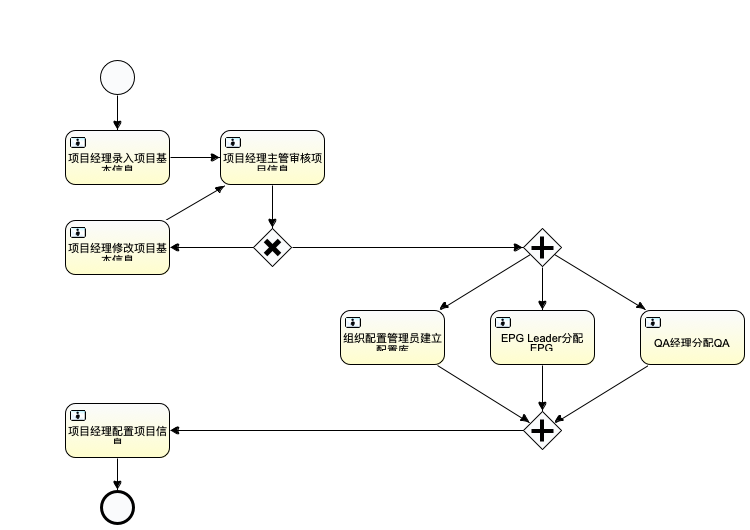 项目经理录入项目基
本信息
项目经理主管审核项
目信息
项目经理修改项目基
本信息
组织配置管理员建立
配置库
EPG Leader分配
EPG
QA经理分配QA
项目经理配置项目信
息